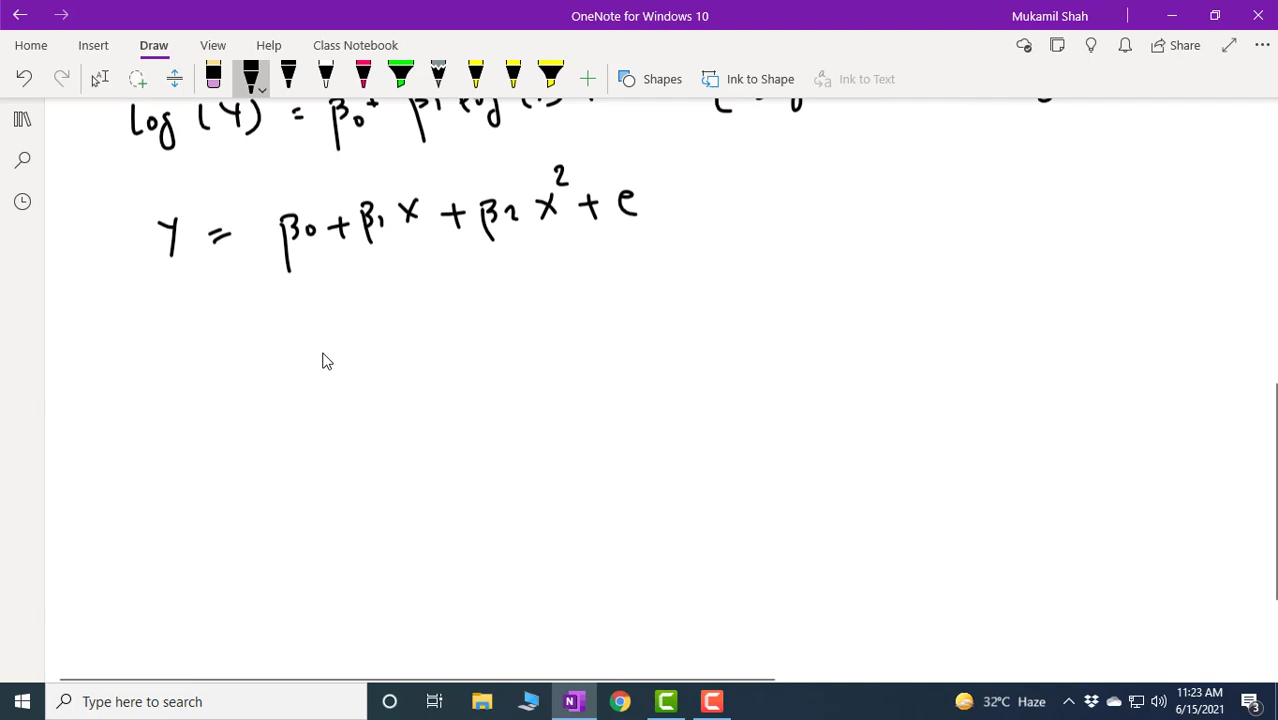 OneNote for Windows 10
Mukamil Shah
Home Insert Draw View Help Class Notebook Share
Shapes Ink to Shape Ink to Text
log (Y) = β0 + β1 log
Y = β0 + β1 X + β2 X² + e
Type here to search
32°C Haze
11:23 AM
6/15/2021
3